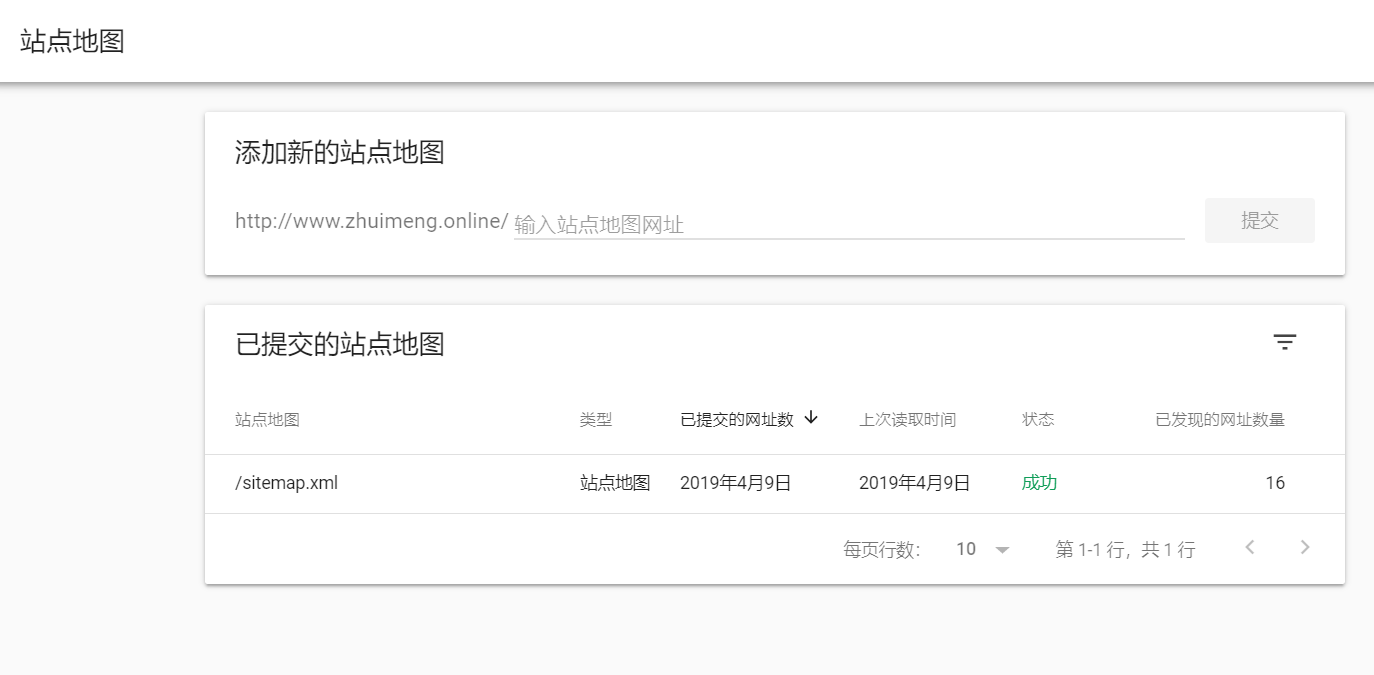 站点地图
添加新的站点地图
http://www.zhuimeng.online/ 输入站点地图网址 提交
已提交的站点地图
站点地图 类型 已提交的网址数 上次读取时间 状态 已发现的网址数量
/sitemap.xml 站点地图 2019年4月9日 2019年4月9日 成功 16
每页行数: 10 第 1-1 行，共 1 行